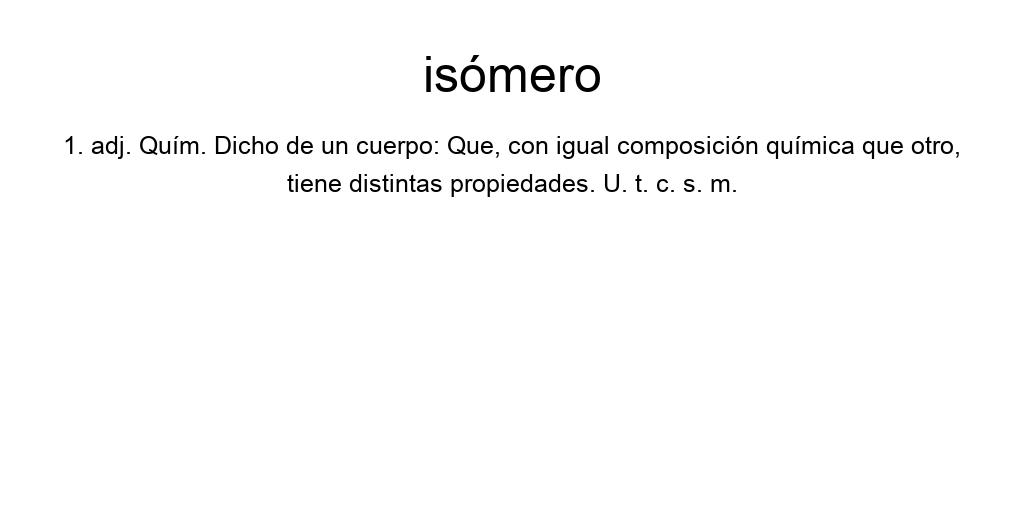 isómero
1. adj. Quím. Dicho de un cuerpo: Que, con igual composición química que otro,
tiene distintas propiedades. U. t. c. s. m.